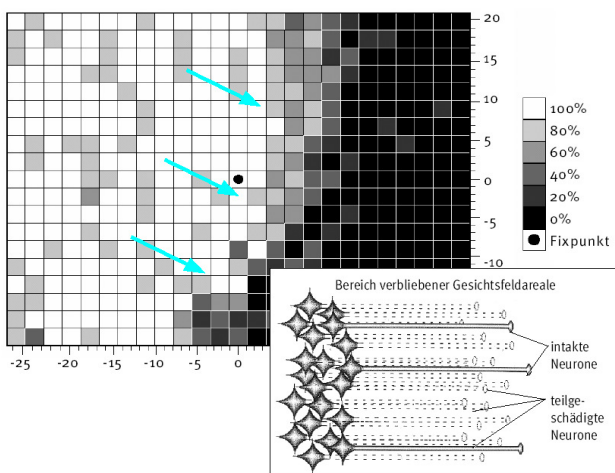 20
15
10
5
0
-5
-10
100%
80%
60%
40%
20%
0%
Fixpunkt
-25
-20
-15
-10
-5
0
Bereich verbliebener Gesichtsfeldareale
intakte
Neurone
teilge-
schädigte
Neurone